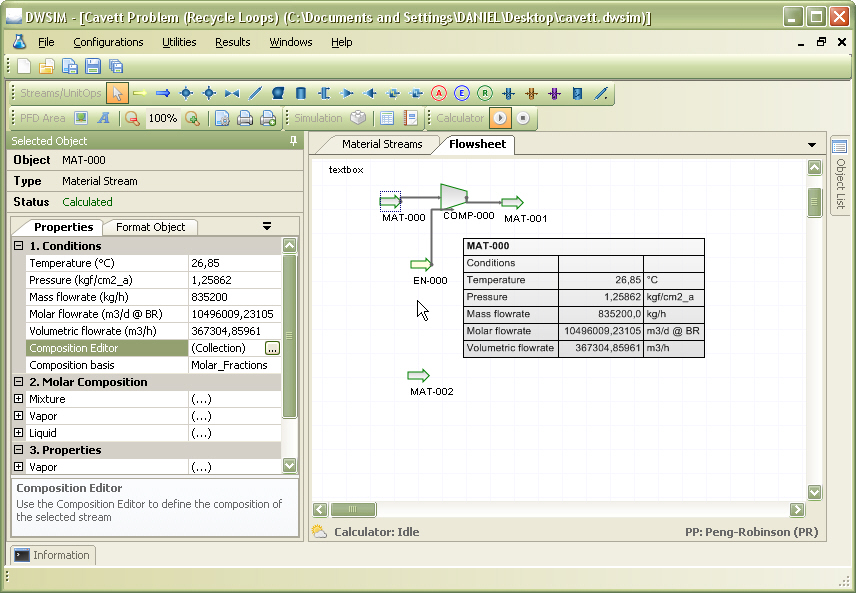 DWSIM - [Cavett Problem (Recycle Loops) (C:\Documents and Settings\DANIEL\Desktop\cavett.dwsim)]
File Configurations Utilities Results Windows Help
Streams/UnitOps A E R
PFD Area A 100% Simulation Calculator
Selected Object
Object MAT-000
Type Material Stream
Status Calculated
Properties Format Object
1. Conditions
Temperature (°C) 26,85
Pressure (kgf/cm2_a) 1,25862
Mass flowrate (kg/h) 835200
Molar flowrate (m3/d @ BR) 10496009,23105
Volumetric flowrate (m3/h) 367304,85961
Composition Editor (Collection) ...
Composition basis Molar_Fractions
2. Molar Composition
Mixture (...)
Vapor (...)
Liquid (...)
3. Properties
Vapor (...)
Composition Editor
Use the Composition Editor to define the composition of
the selected stream
Material Streams Flowsheet
textbox
MAT-000
COMP-000
MAT-001
EN-000
MAT-002
MAT-000
Conditions
Temperature 26,85 °C
Pressure 1,25862 kgf/cm2_a
Mass flowrate 835200,0 kg/h
Molar flowrate 10496009,23105 m3/d @ BR
Volumetric flowrate 367304,85961 m3/h
Object List
Calculator: Idle PP: Peng-Robinson (PR)
Information